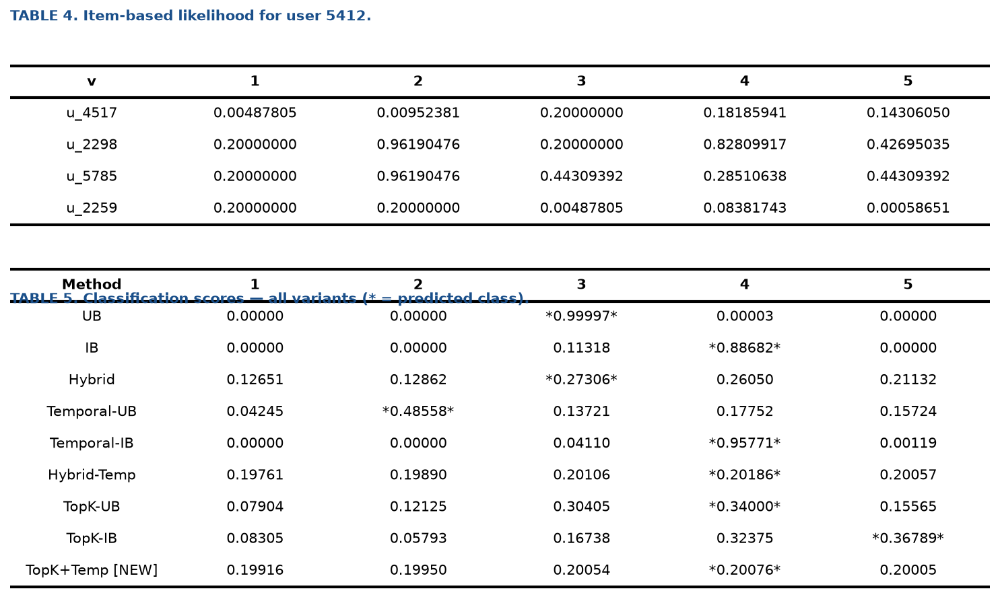 TABLE 4. Item-based likelihood for user 5412.
v 1 2 3 4 5
u_4517 0.00487805 0.00952381 0.20000000 0.18185941 0.14306050
u_2298 0.20000000 0.96190476 0.20000000 0.82809917 0.42695035
u_5785 0.20000000 0.96190476 0.44309392 0.28510638 0.44309392
u_2259 0.20000000 0.20000000 0.00487805 0.08381743 0.00058651
Method 1 2 3 4 5
TABLE 5. Classification scores — all variants (* = predicted class).
UB 0.00000 0.00000 *0.99997* 0.00003 0.00000
IB 0.00000 0.00000 0.11318 *0.88682* 0.00000
Hybrid 0.12651 0.12862 *0.27306* 0.26050 0.21132
Temporal-UB 0.04245 *0.48558* 0.13721 0.17752 0.15724
Temporal-IB 0.00000 0.00000 0.04110 *0.95771* 0.00119
Hybrid-Temp 0.19761 0.19890 0.20106 *0.20186* 0.20057
TopK-UB 0.07904 0.12125 0.30405 *0.34000* 0.15565
TopK-IB 0.08305 0.05793 0.16738 0.32375 *0.36789*
TopK+Temp [NEW] 0.19916 0.19950 0.20054 *0.20076* 0.20005